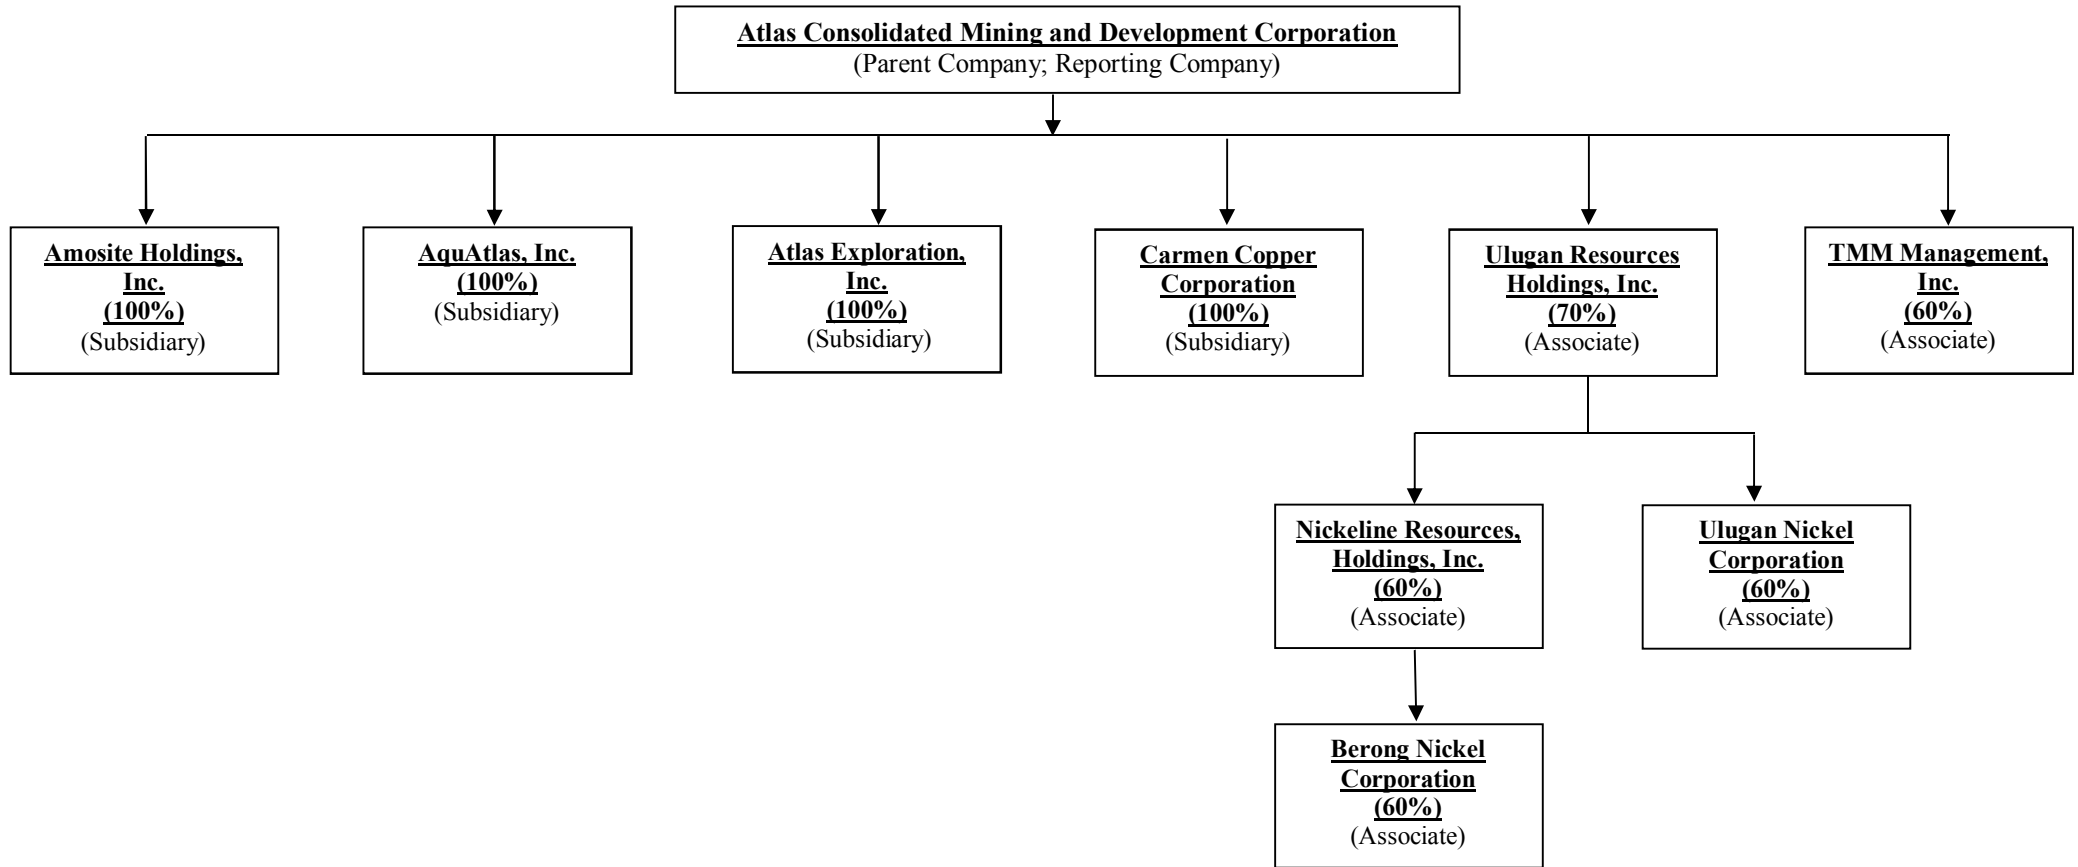 Atlas Consolidated Mining and Development Corporation
(Parent Company; Reporting Company)
Amosite Holdings,
Inc.
(100%)
(Subsidiary)
AquAtlas, Inc.
(100%)
(Subsidiary)
Atlas Exploration,
Inc.
(100%)
(Subsidiary)
Carmen Copper
Corporation
(100%)
(Subsidiary)
Ulugan Resources
Holdings, Inc.
(70%)
(Associate)
TMM Management,
Inc.
(60%)
(Associate)
Nickeline Resources,
Holdings, Inc.
(60%)
(Associate)
Ulugan Nickel
Corporation
(60%)
(Associate)
Berong Nickel
Corporation
(60%)
(Associate)